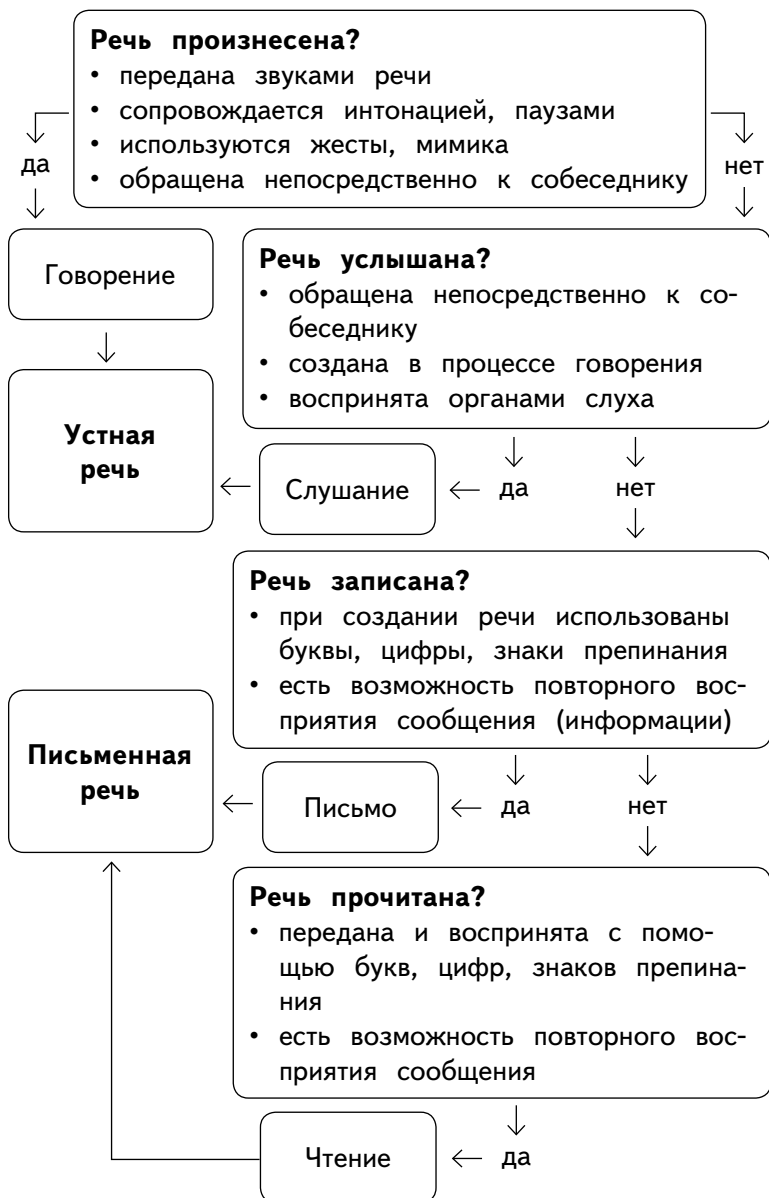 Речь произнесена?
• передана звуками речи
• сопровождается интонацией, паузами
• используются жесты, мимика
• обращена непосредственно к собеседнику
да
нет
Говорение
Речь услышана?
• обращена непосредственно к со-
беседнику
• создана в процессе говорения
• воспринята органами слуха
Устная
речь
Слушание
да
нет
Речь записана?
• при создании речи использованы
буквы, цифры, знаки препинания
• есть возможность повторного вос-
приятия сообщения (информации)
Письменная
речь
Письмо
да
нет
Речь прочитана?
• передана и воспринята с помо-
щью букв, цифр, знаков препина-
ния
• есть возможность повторного вос-
приятия сообщения
Чтение
да